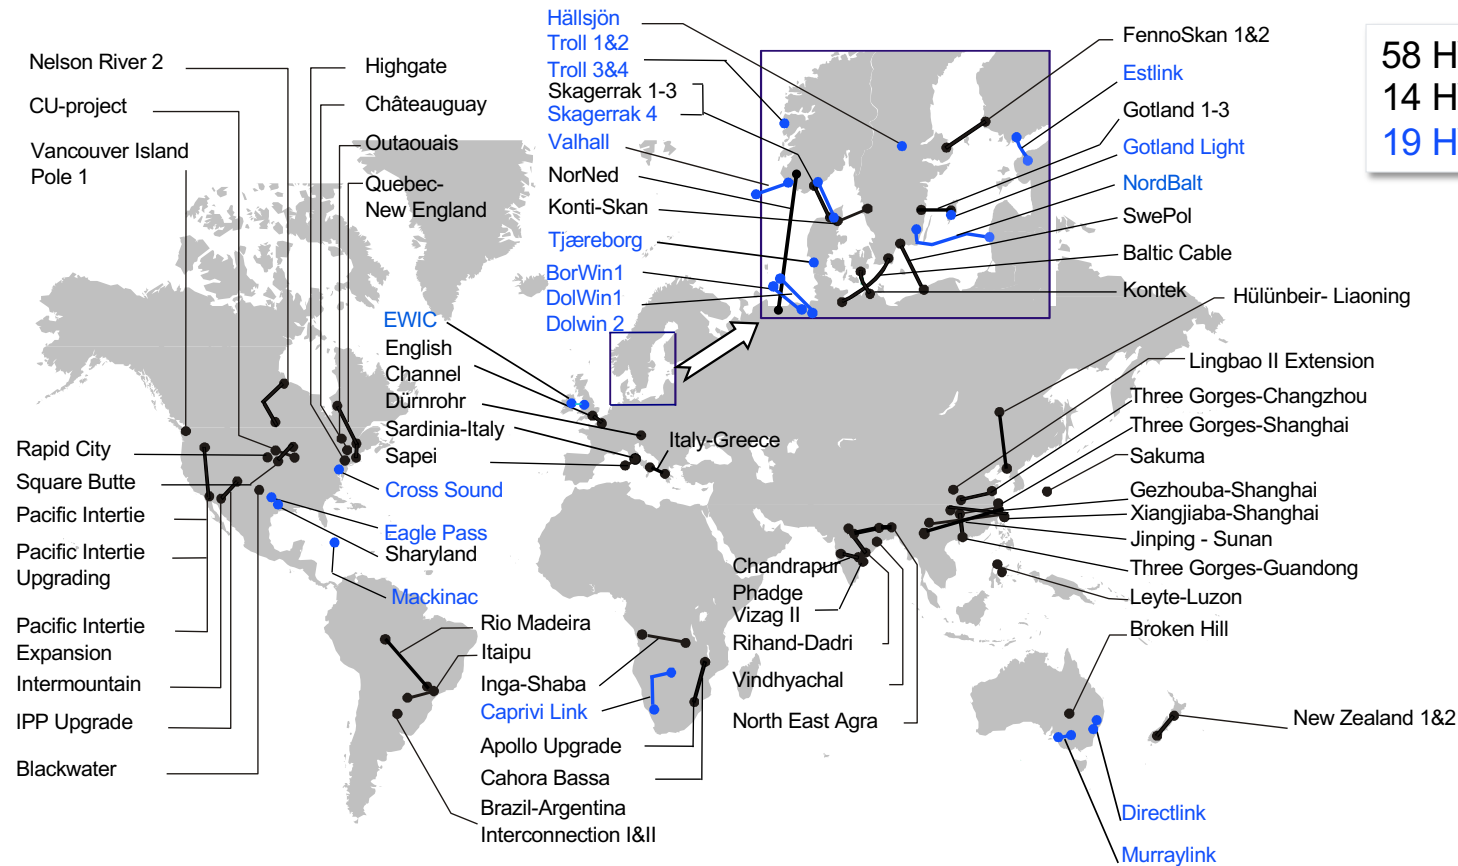 Nelson River 2
CU-project
Vancouver Island
Pole 1
Highgate
Châteauguay
Outaouais
Quebec-
New England
Hällsjön
Troll 1&2
Troll 3&4
Skagerrak 1-3
Skagerrak 4
Valhall
NorNed
Konti-Skan
Tjæreborg
BorWin1
DolWin1
Dolwin 2
FennoSkan 1&2
Estlink
Gotland 1-3
Gotland Light
NordBalt
SwePol
Baltic Cable
Kontek
58 H
14 H
19 H
EWIC
English
Channel
Dürnrohr
Sardinia-Italy
Sapei
Italy-Greece
Cross Sound
Eagle Pass
Sharyland
Mackinac
Rapid City
Square Butte
Pacific Intertie
Pacific Intertie
Upgrading
Pacific Intertie
Expansion
Intermountain
IPP Upgrade
Blackwater
Rio Madeira
Itaipu
Inga-Shaba
Caprivi Link
Apollo Upgrade
Cahora Bassa
Brazil-Argentina
Interconnection I&II
Chandrapur
Phadge
Vizag II
Rihand-Dadri
Vindhyachal
North East Agra
Hülünbeir- Liaoning
Lingbao II Extension
Three Gorges-Changzhou
Three Gorges-Shanghai
Sakuma
Gezhouba-Shanghai
Xiangjiaba-Shanghai
Jinping - Sunan
Three Gorges-Guandong
Leyte-Luzon
Broken Hill
New Zealand 1&2
Directlink
Murraylink